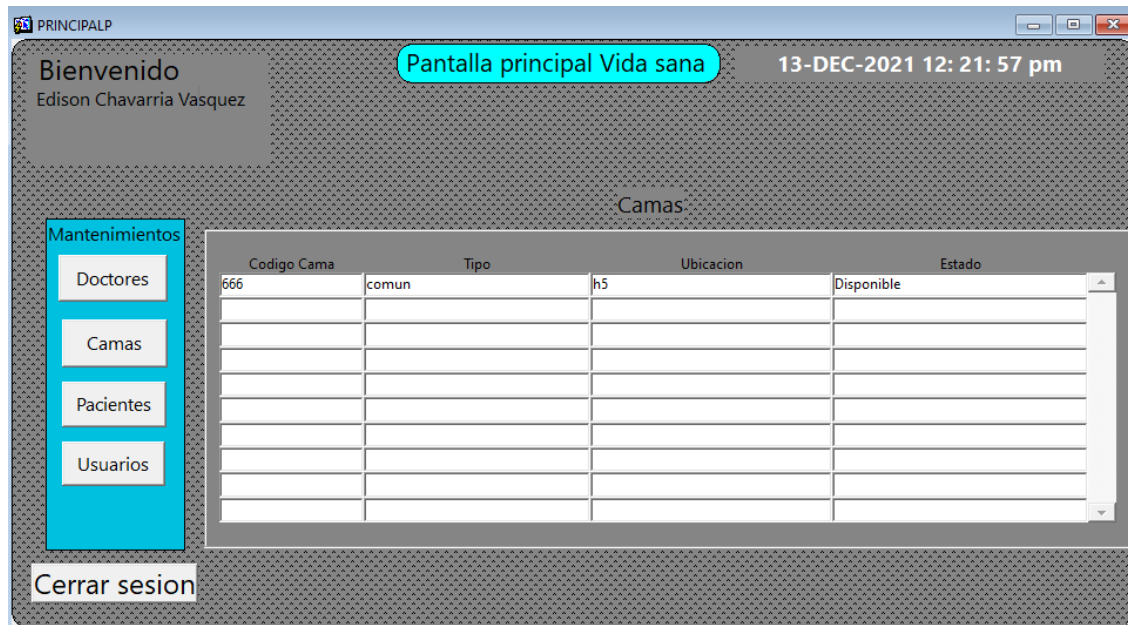 PRINCIPALP
Bienvenido
Edison Chavarria Vasquez
Pantalla principal Vida sana
13-DEC-2021 12: 21: 57 pm
Camas
Mantenimientos
Doctores
Camas
Pacientes
Usuarios
Codigo Cama Tipo Ubicacion Estado
666 comun h5 Disponible
Cerrar sesion